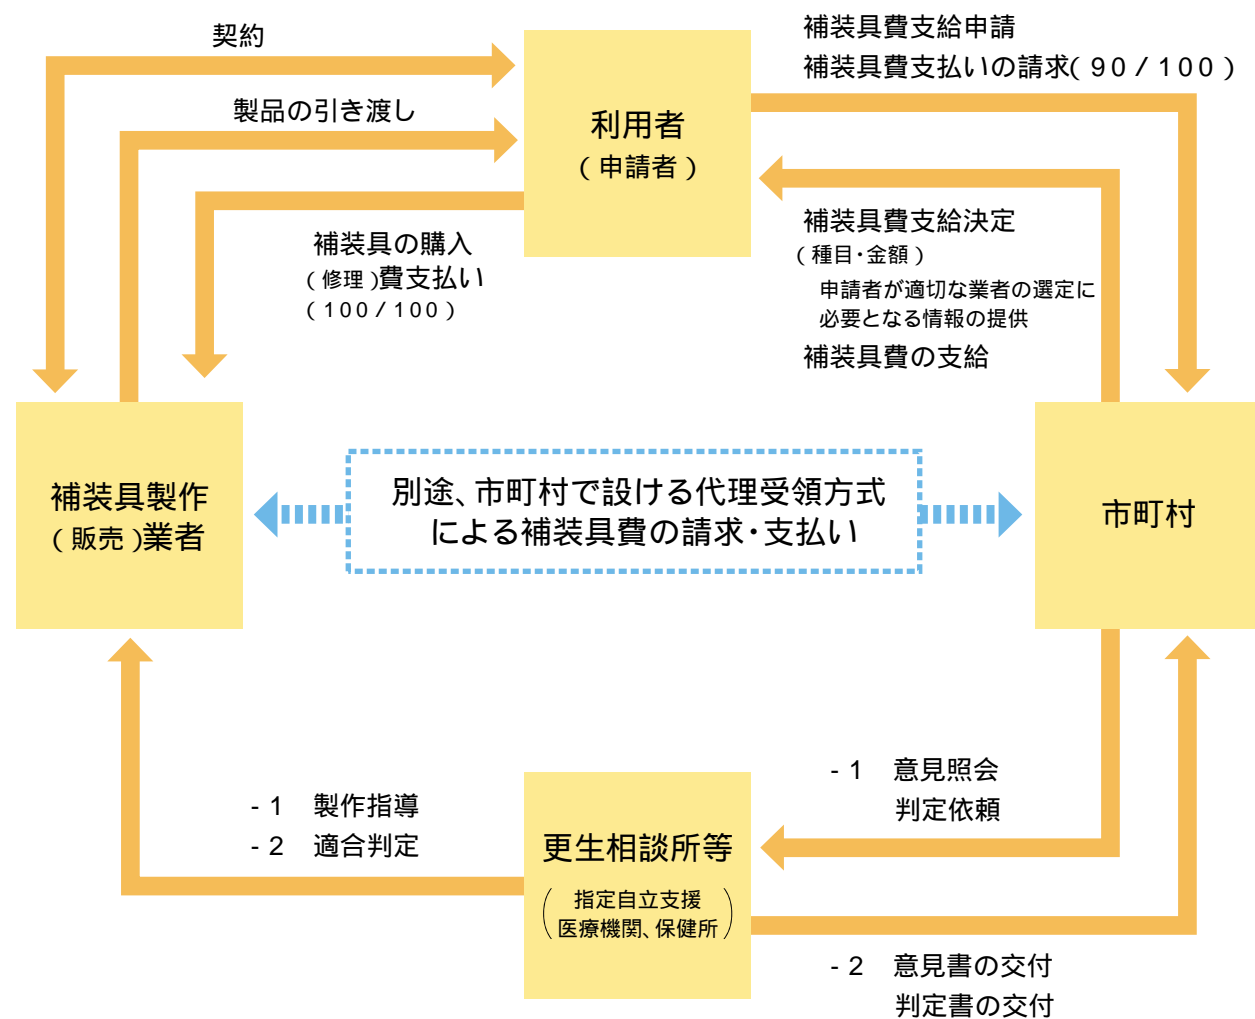 契約
製品の引き渡し
補装具の購入
(修理)費支払い
(100/100)
利用者
(申請者)
補装具費支給申請
補装具費支払いの請求(90/100)
補装具費支給決定
(種目・金額)
申請者が適切な業者の選定に
必要となる情報の提供
補装具費の支給
補装具製作
(販売)業者
別途、市町村で設ける代理受領方式
による補装具費の請求・支払い
市町村
-1 製作指導
-2 適合判定
更生相談所等
(指定自立支援
医療機関、保健所)
-1 意見照会
判定依頼
-2 意見書の交付
判定書の交付